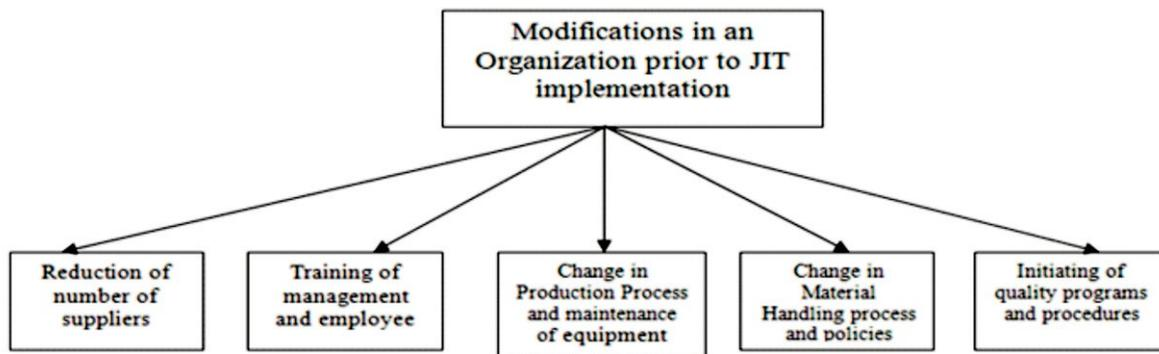 Modifications in an
Organization prior to JIT
implementation
Reduction of
number of
suppliers
Training of
management
and employee
Change in
Production Process
and maintenance
of equipment
Change in
Material
Handling process
and policies
Initiating of
quality programs
and procedures